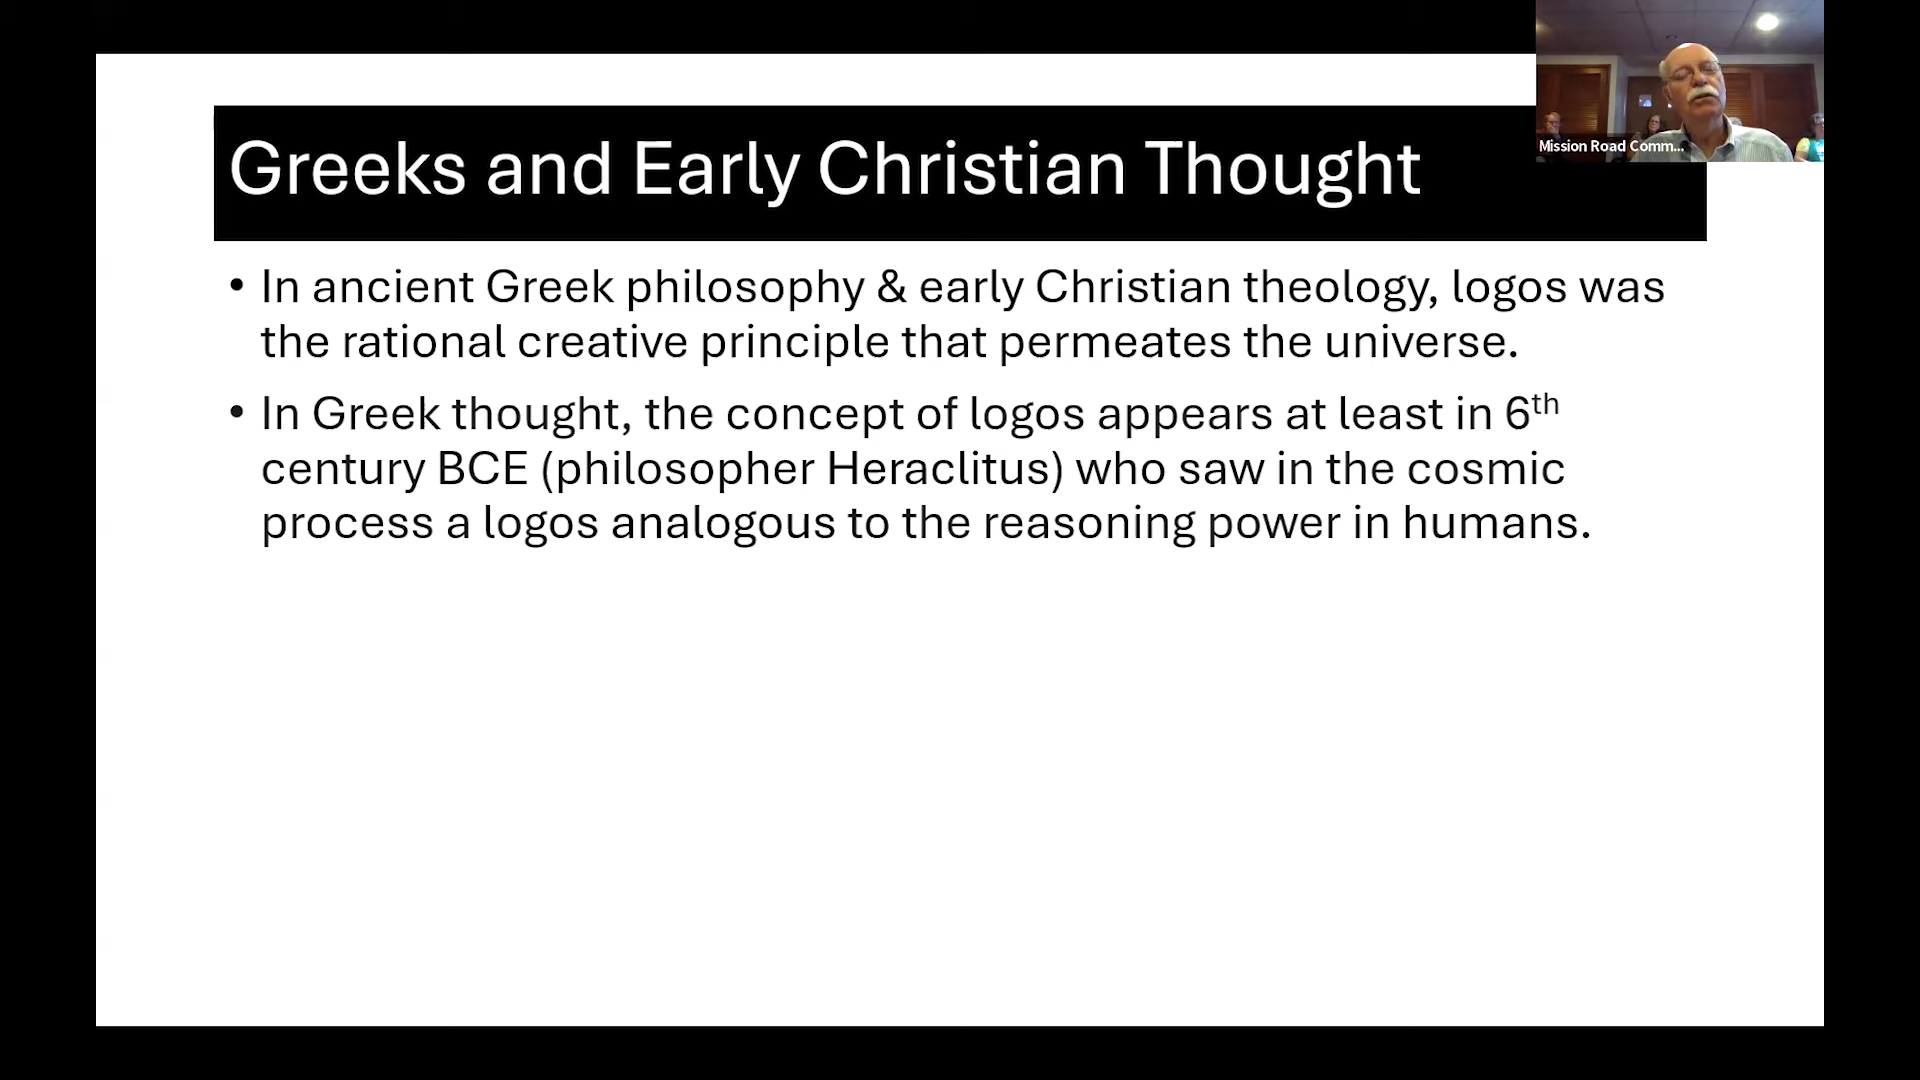 Greeks and Early Christian Thought
Mission Road Comm...
• In ancient Greek philosophy & early Christian theology, logos was
the rational creative principle that permeates the universe.
• In Greek thought, the concept of logos appears at least in 6th
century BCE (philosopher Heraclitus) who saw in the cosmic
process a logos analogous to the reasoning power in humans.